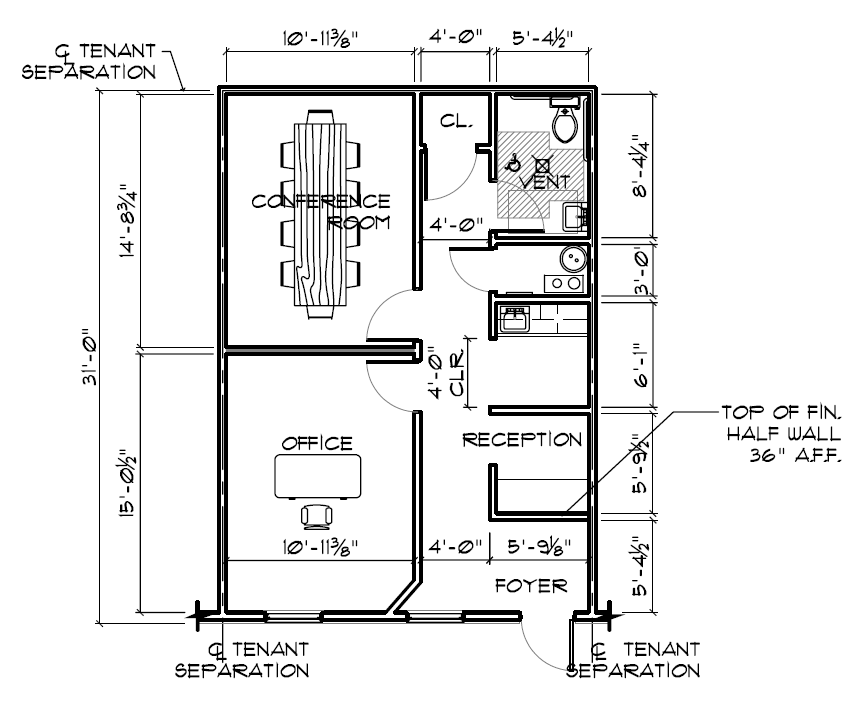 10'-11⅜"
4'-0"
5'-4½"
℄ TENANT
SEPARATION
CL.
8'-4¼"
VENT
14'-8¾"
CONFERENCE
ROOM
4'-0"
3'-0"
31'-0"
4'-0"
CLR.
6'-1"
TOP OF FIN.
HALF WALL
36" A.F.F.
OFFICE
RECEPTION
5'-9½"
15'-0½"
10'-11⅜"
4'-0"
5'-9⅛"
5'-4½"
FOYER
℄ TENANT
SEPARATION
℄ TENANT
SEPARATION